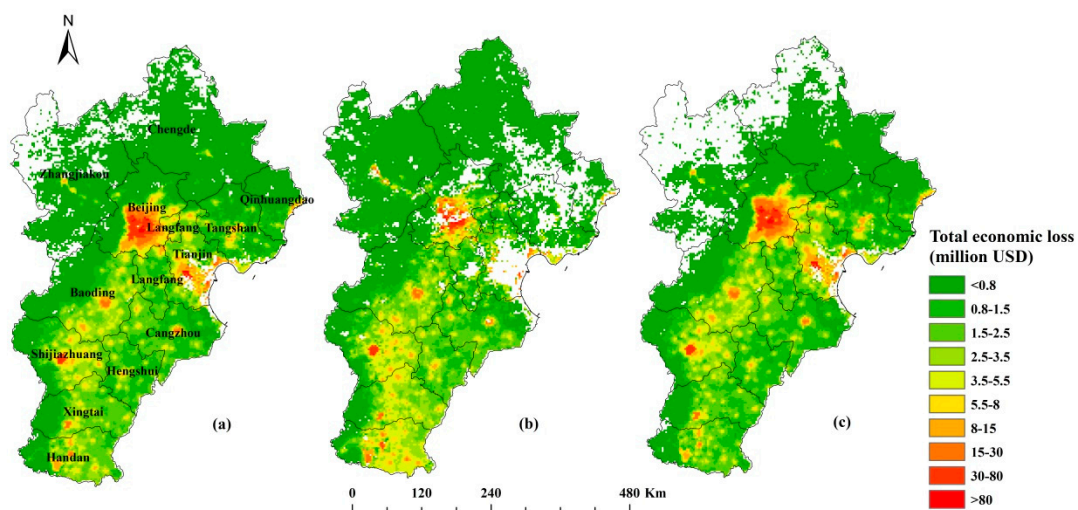 N
Chengde
Zhangjiakou
Qinhuangdao
Beijing
Langfang
Tangshan
Tianjin
Langfang
Baoding
Cangzhou
Shijiazhuang
Hengshui
Xingtai
Handan
(a)
(b)
(c)
0 120 240 480 Km
Total economic loss
(million USD)
<0.8
0.8-1.5
1.5-2.5
2.5-3.5
3.5-5.5
5.5-8
8-15
15-30
30-80
>80